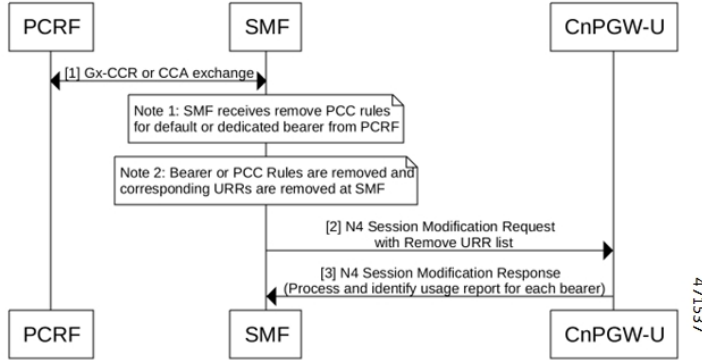 PCRF
SMF
CnPGW-U
[1] Gx-CCR or CCA exchange
Note 1: SMF receives remove PCC rules
for default or dedicated bearer from PCRF
Note 2: Bearer or PCC Rules are removed and
corresponding URRs are removed at SMF
[2] N4 Session Modification Request
with Remove URR list
[3] N4 Session Modification Response
(Process and identify usage report for each bearer)
PCRF
SMF
CnPGW-U
471537